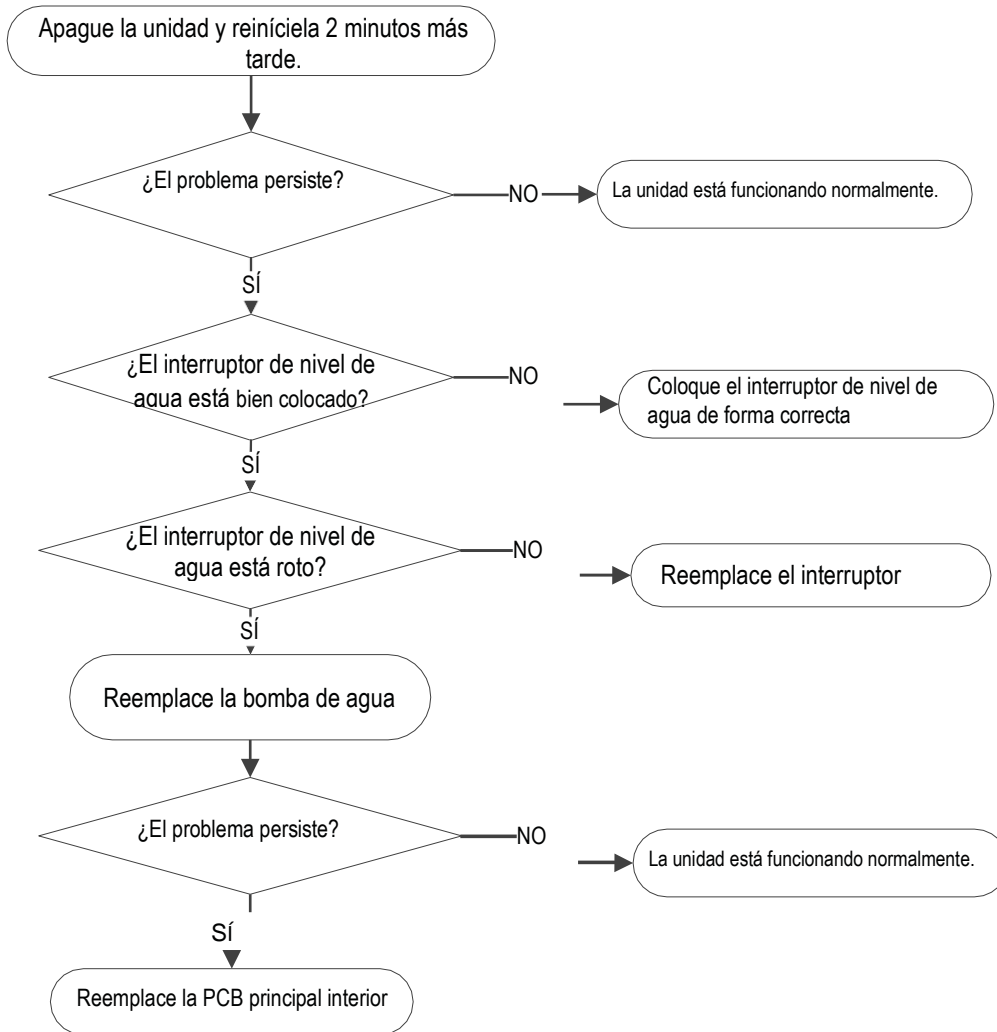 Apague la unidad y reiníciela 2 minutos más
tarde.
¿El problema persiste?
NO
La unidad está funcionando normalmente.
SÍ
¿El interruptor de nivel de
agua está bien colocado?
NO
Coloque el interruptor de nivel de
agua de forma correcta
SÍ
¿El interruptor de nivel de
agua está roto?
NO
Reemplace el interruptor
SÍ
Reemplace la bomba de agua
¿El problema persiste?
NO
La unidad está funcionando normalmente.
SÍ
Reemplace la PCB principal interior